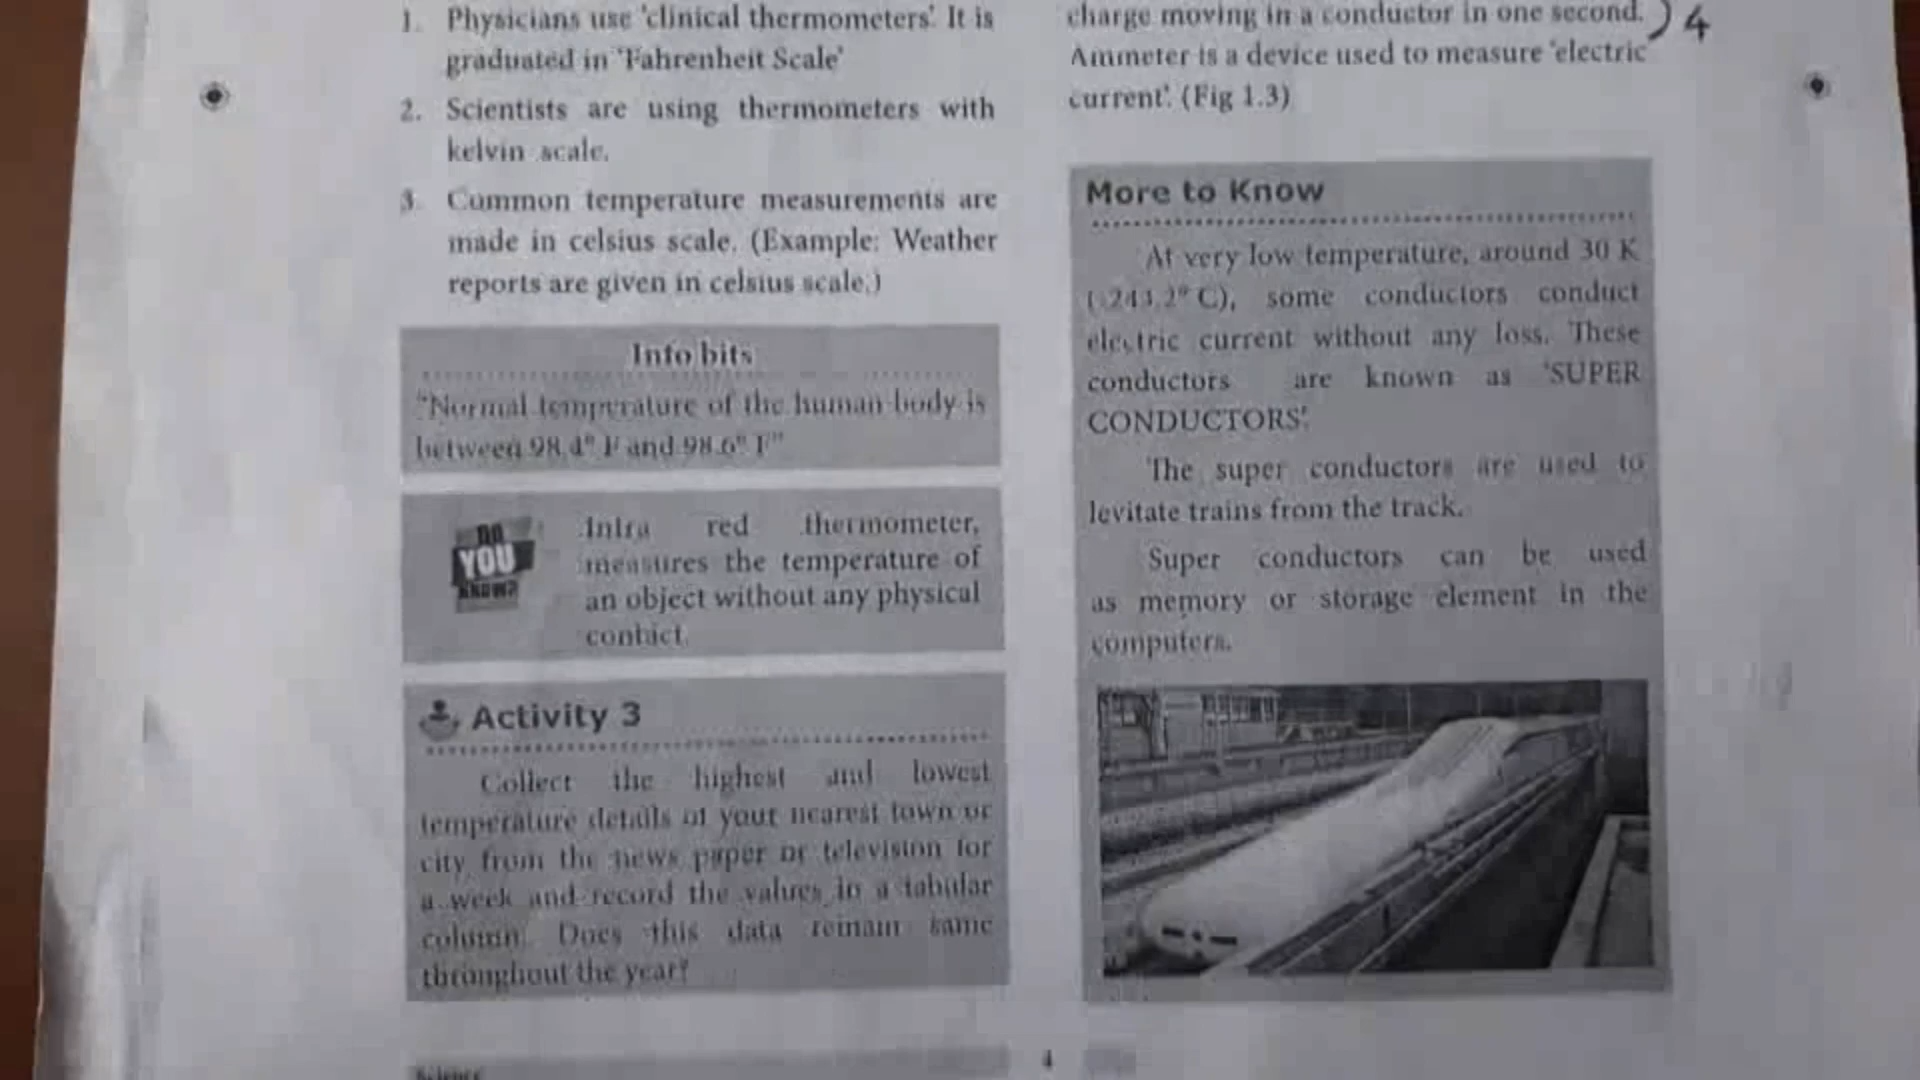 1. Physicians use 'clinical thermometers'. It is
graduated in 'Fahrenheit Scale'
2. Scientists are using thermometers with
kelvin scale.
3. Common temperature measurements are
made in celsius scale. (Example: Weather
reports are given in celsius scale.)
Info bits
"Normal temperature of the human body is
between 98.4° F and 98.6° F"
DO
YOU
KNOW?
Infra red thermometer,
measures the temperature of
an object without any physical
contact.
Activity 3
Collect the highest and lowest
temperature details of your nearest town or
city from the news paper or television for
a week and record the values in a tabular
column. Does this data remain same
throughout the year?
Science
charge moving in a conductor in one second.
Ammeter is a device used to measure 'electric
current'. (Fig 1.3)
) 4
More to Know
At very low temperature, around 30 K
(-243.2° C), some conductors conduct
electric current without any loss. These
conductors are known as 'SUPER
CONDUCTORS'.
The super conductors are used to
levitate trains from the track.
Super conductors can be used
as memory or storage element in the
computers.
4